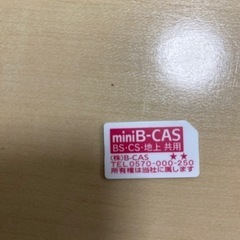 miniB-CAS
BS・CS・地上 共用
(株)B-CAS ★★
TEL 0570-000-250
所有権は当社に属します